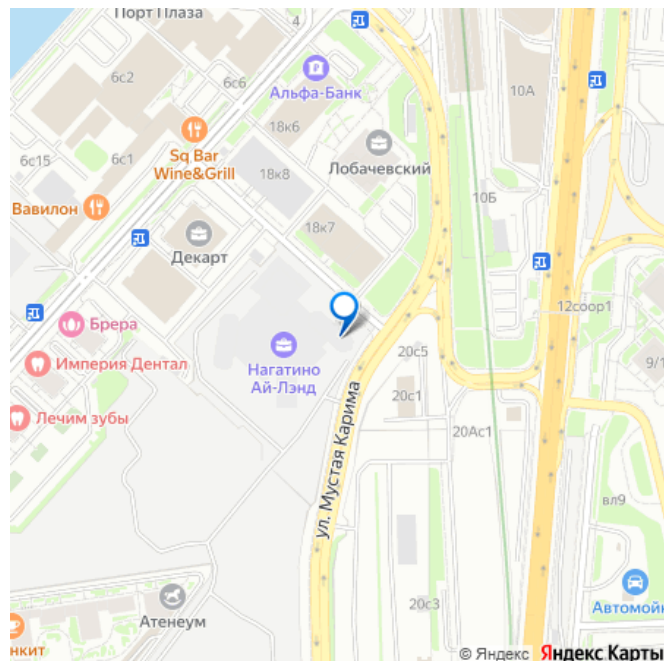 Порт Плаза
4
6с2
6с6
Альфа-Банк
10А
18к6
Sq Bar
Wine&Grill
6с15
6с1
Лобачевский
18к8
10Б
Вавилон
18к7
Декарт
12соор1
Брера
Нагатино
Ай-Лэнд
Империя Дентал
20с5
9/1
20с1
Лечим зубы
ул. Мустая Карима
20Ас1
вл9
20с3
Атенеум
Автомойк
нкит
© Яндекс Яндекс Карты